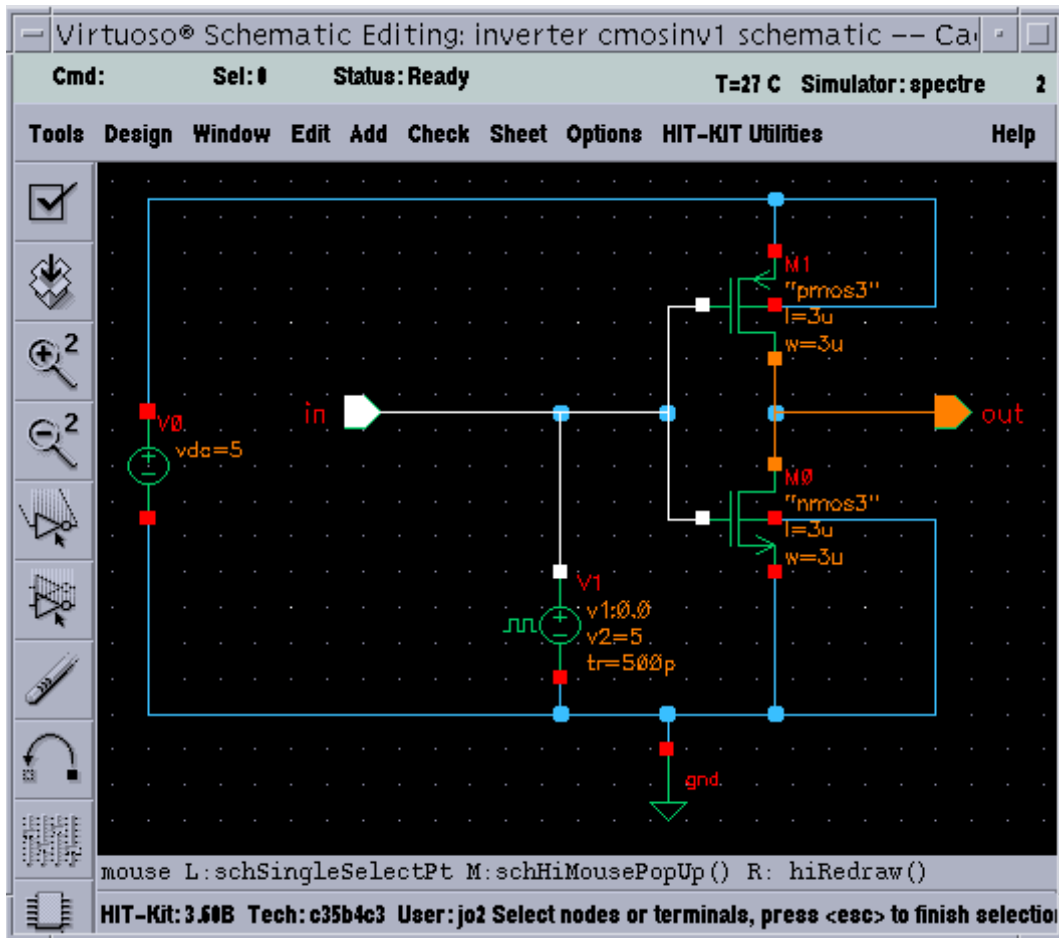 Virtuoso® Schematic Editing: inverter cmosinv1 schematic -- Ca
Cmd: Sel: 0 Status: Ready T=27 C Simulator: spectre 2
Tools Design Window Edit Add Check Sheet Options HIT-KIT Utilities Help
M1
"pmos3"
l=3u
w=3u
2
in
out
V0
vdc=5
2
M0
"nmos3"
l=3u
w=3u
V1
v1:0.0
v2=5
tr=500p
gnd
mouse L:schSingleSelectPt M:schHiMousePopUp() R: hiRedraw()
HIT-Kit: 3.60B Tech: c35b4c3 User: jo2 Select nodes or terminals, press <esc> to finish selectio